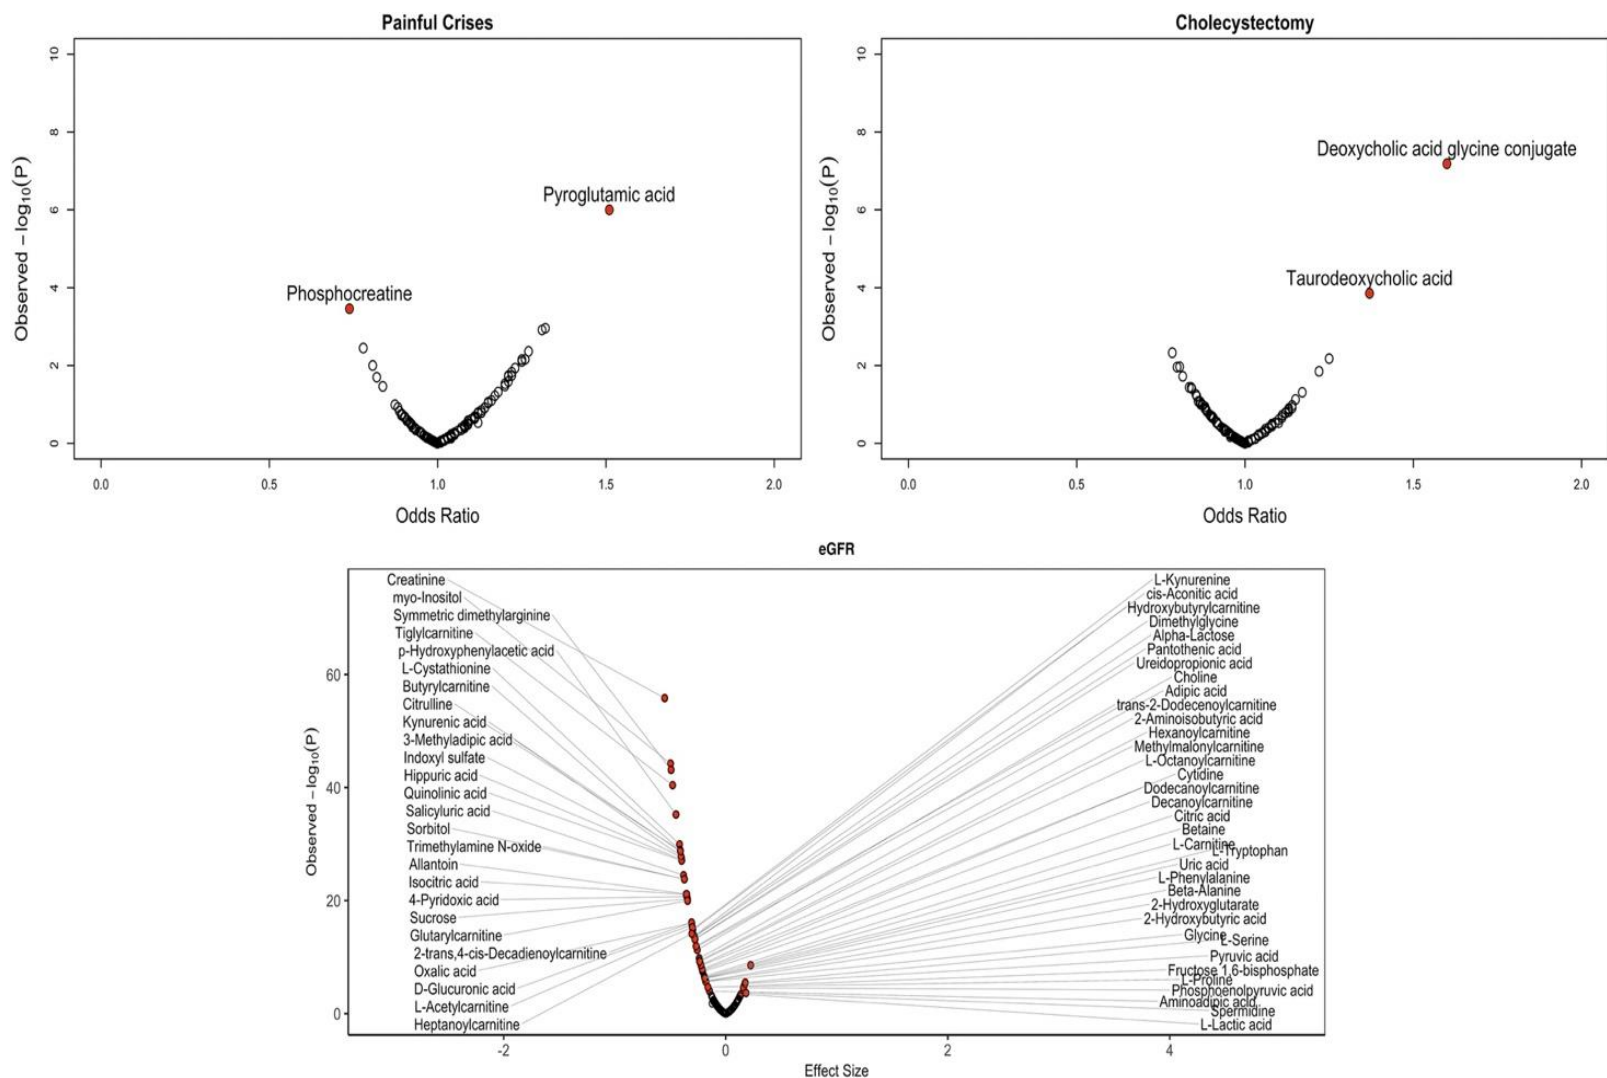 Painful Crises
Observed − log10(P)
10
8
6
4
2
0
Pyroglutamic acid
Phosphocreatine
0.0 0.5 1.0 1.5 2.0
Odds Ratio
Cholecystectomy
Observed − log10(P)
10
8
6
4
2
0
Deoxycholic acid glycine conjugate
Taurodeoxycholic acid
0.0 0.5 1.0 1.5 2.0
Odds Ratio
eGFR
Observed − log10(P)
60
40
20
0
Creatinine
myo-Inositol
Symmetric dimethylarginine
Tiglylcarnitine
p-Hydroxyphenylacetic acid
L-Cystathionine
Butyrylcarnitine
Citrulline
Kynurenic acid
3-Methyladipic acid
Indoxyl sulfate
Hippuric acid
Quinolinic acid
Salicyluric acid
Sorbitol
Trimethylamine N-oxide
Allantoin
Isocitric acid
4-Pyridoxic acid
Sucrose
Glutarylcarnitine
2-trans,4-cis-Decadienoylcarnitine
Oxalic acid
D-Glucuronic acid
L-Acetylcarnitine
Heptanoylcarnitine
L-Kynurenine
cis-Aconitic acid
Hydroxybutyrylcarnitine
Dimethylglycine
Alpha-Lactose
Pantothenic acid
Ureidopropionic acid
Choline
Adipic acid
trans-2-Dodecenoylcarnitine
2-Aminoisobutyric acid
Hexanoylcarnitine
Methylmalonylcarnitine
L-Octanoylcarnitine
Cytidine
Dodecanoylcarnitine
Decanoylcarnitine
Citric acid
Betaine
L-Carnitine
L-Tryptophan
Uric acid
L-Phenylalanine
Beta-Alanine
2-Hydroxyglutarate
2-Hydroxybutyric acid
Glycine
L-Serine
Pyruvic acid
Fructose 1,6-bisphosphate
L-Proline
Phosphoenolpyruvic acid
Aminoadipic acid
Spermidine
L-Lactic acid
-2 0 2 4
Effect Size